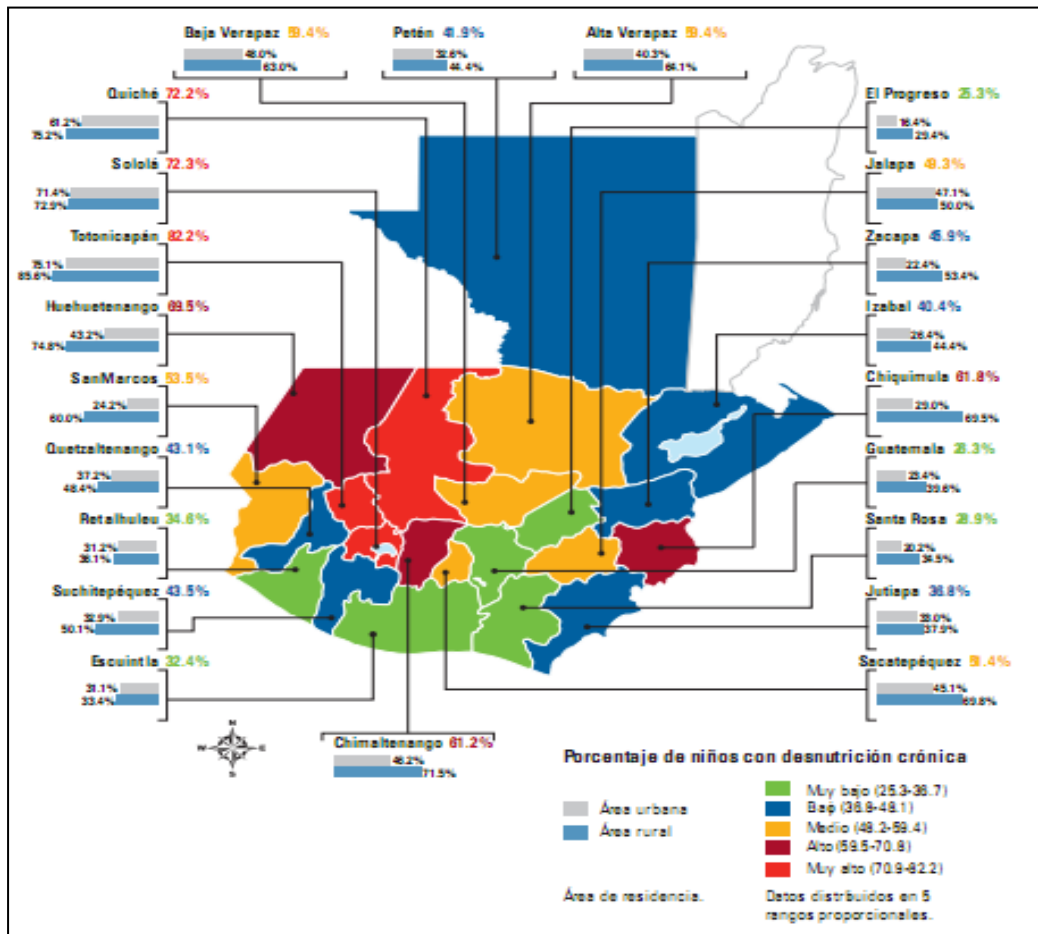 Baja Verapaz 59.4%
48.0%
63.0%
Petén 41.9%
32.6%
44.4%
Alta Verapaz 59.4%
40.3%
64.1%
Quiché 72.2%
61.2%
75.2%
Sololá 72.3%
71.4%
72.9%
Totonicapán 82.2%
75.1%
85.6%
Huehuetenango 69.5%
43.2%
74.8%
SanMarcos 53.5%
24.2%
60.0%
Quetzaltenango 43.1%
37.2%
48.4%
Retalhuleu 34.6%
31.2%
36.1%
Suchitepéquez 43.5%
32.9%
50.1%
Escuintla 32.4%
31.1%
33.4%
Chimaltenango 61.2%
46.2%
71.5%
El Progreso 25.3%
16.4%
29.4%
Jalapa 49.3%
47.1%
50.0%
Zacapa 45.9%
22.4%
53.4%
Izabal 40.4%
26.4%
44.4%
Chiquimula 61.8%
29.0%
69.5%
Guatemala 26.3%
23.4%
39.6%
Santa Rosa 28.9%
20.2%
34.5%
Jutiapa 36.8%
33.0%
37.9%
Sacatepéquez 51.4%
45.1%
69.8%
N
W E
S
Porcentaje de niños con desnutrición crónica
Área urbana
Área rural
Muy bajo (25.3-36.7)
Bajo (36.8-48.1)
Medio (48.2-59.4)
Alto (59.5-70.8)
Muy alto (70.9-82.2)
Área de residencia.
Datos distribuidos en 5
rangos proporcionales.